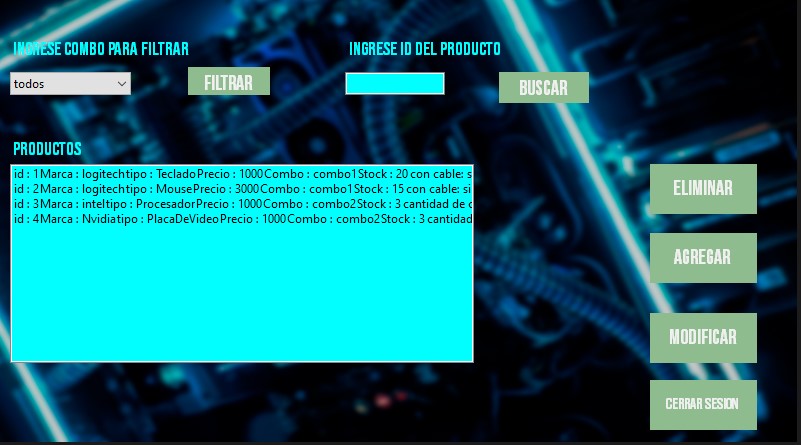 INGRESE COMBO PARA FILTRAR
INGRESE ID DEL PRODUCTO
todos
FILTRAR
BUSCAR
PRODUCTOS
id : 1Marca : logitechtipo : TecladoPrecio : 1000Combo : combo1Stock : 20 con cable: s
id : 2Marca : logitechtipo : MousePrecio : 3000Combo : combo1Stock : 15 con cable: si
id : 3Marca : inteltipo : ProcesadorPrecio : 1000Combo : combo2Stock : 3 cantidad de c
id : 4Marca : Nvidiatipo : PlacaDeVideoPrecio : 1000Combo : combo2Stock : 3 cantidad
ELIMINAR
AGREGAR
MODIFICAR
CERRAR SESION